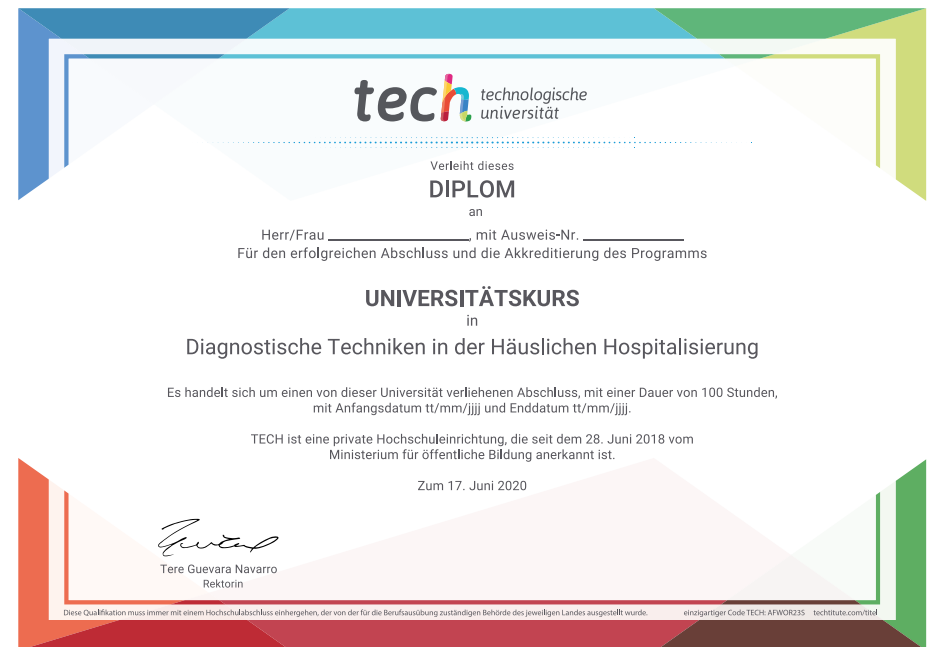 tech technologische
universität
Verleiht dieses
DIPLOM
an
Herr/Frau ____________________, mit Ausweis-Nr. ______________
Für den erfolgreichen Abschluss und die Akkreditierung des Programms
UNIVERSITÄTSKURS
in
Diagnostische Techniken in der Häuslichen Hospitalisierung
Es handelt sich um einen von dieser Universität verliehenen Abschluss, mit einer Dauer von 100 Stunden,
mit Anfangsdatum tt/mm/jjjj und Enddatum tt/mm/jjjj.
TECH ist eine private Hochschuleinrichtung, die seit dem 28. Juni 2018 vom
Ministerium für öffentliche Bildung anerkannt ist.
Zum 17. Juni 2020
Tere Guevara Navarro
Rektorin
Diese Qualifikation muss immer mit einem Hochschulabschluss einhergehen, der von der für die Berufsausübung zuständigen Behörde des jeweiligen Landes ausgestellt wurde. einzigartiger Code TECH: AFWOR23S techtitute.com/titel